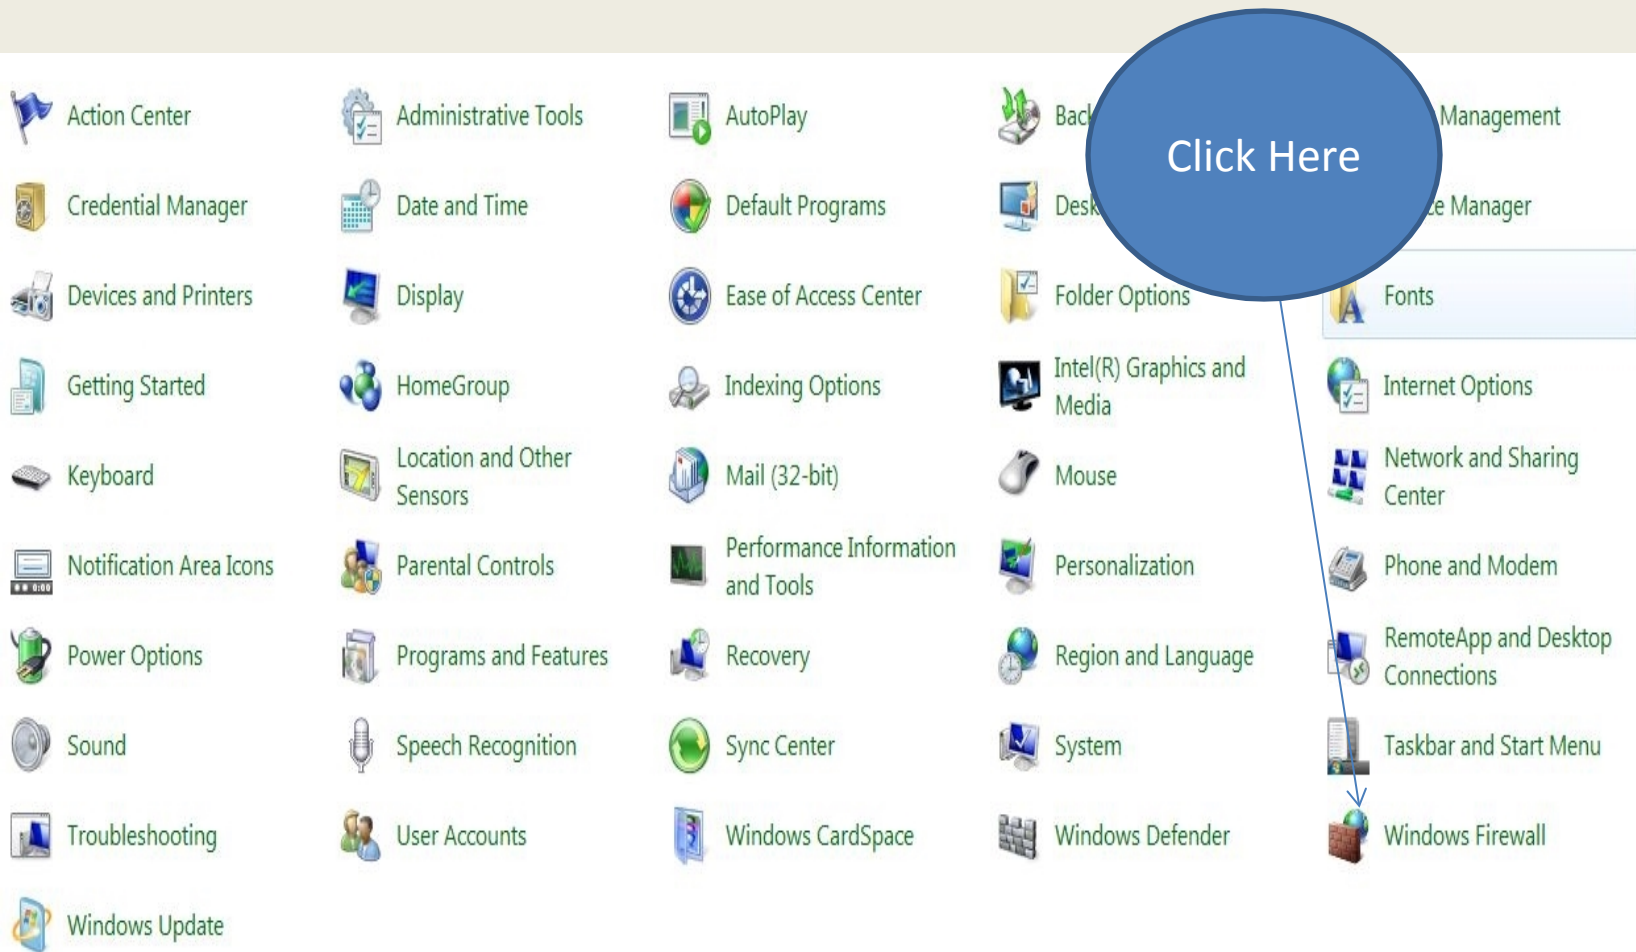 Action Center
Administrative Tools
AutoPlay
Click Here
Management
Credential Manager
Date and Time
Default Programs
Manager
Devices and Printers
Display
Ease of Access Center
Folder Options
Fonts
Getting Started
HomeGroup
Indexing Options
Intel(R) Graphics and
Media
Internet Options
Keyboard
Location and Other
Sensors
Mail (32-bit)
Mouse
Network and Sharing
Center
Notification Area Icons
Parental Controls
Performance Information
and Tools
Personalization
Phone and Modem
Power Options
Programs and Features
Recovery
Region and Language
RemoteApp and Desktop
Connections
Sound
Speech Recognition
Sync Center
System
Taskbar and Start Menu
Troubleshooting
User Accounts
Windows CardSpace
Windows Defender
Windows Firewall
Windows Update